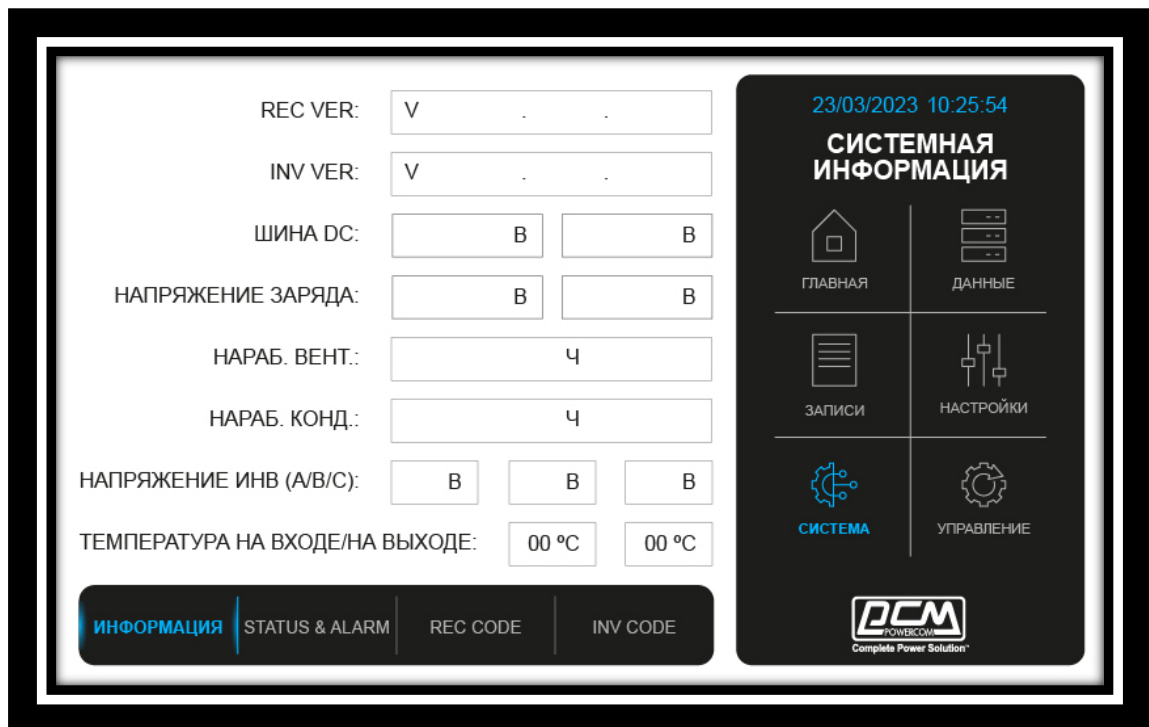 REC VER: V . .
INV VER: V . .
ШИНА DC: В В
НАПРЯЖЕНИЕ ЗАРЯДА: В В
НАРАБ. ВЕНТ.: Ч
НАРАБ. КОНД.: Ч
НАПРЯЖЕНИЕ ИНВ (A/B/C): В В В
ТЕМПЕРАТУРА НА ВХОДЕ/НА ВЫХОДЕ: 00 ºC 00 ºC
ИНФОРМАЦИЯ STATUS & ALARM REC CODE INV CODE
23/03/2023 10:25:54
СИСТЕМНАЯ
ИНФОРМАЦИЯ
ГЛАВНАЯ ДАННЫЕ
ЗАПИСИ НАСТРОЙКИ
СИСТЕМА УПРАВЛЕНИЕ
PCM
POWERCOM
Complete Power Solution™